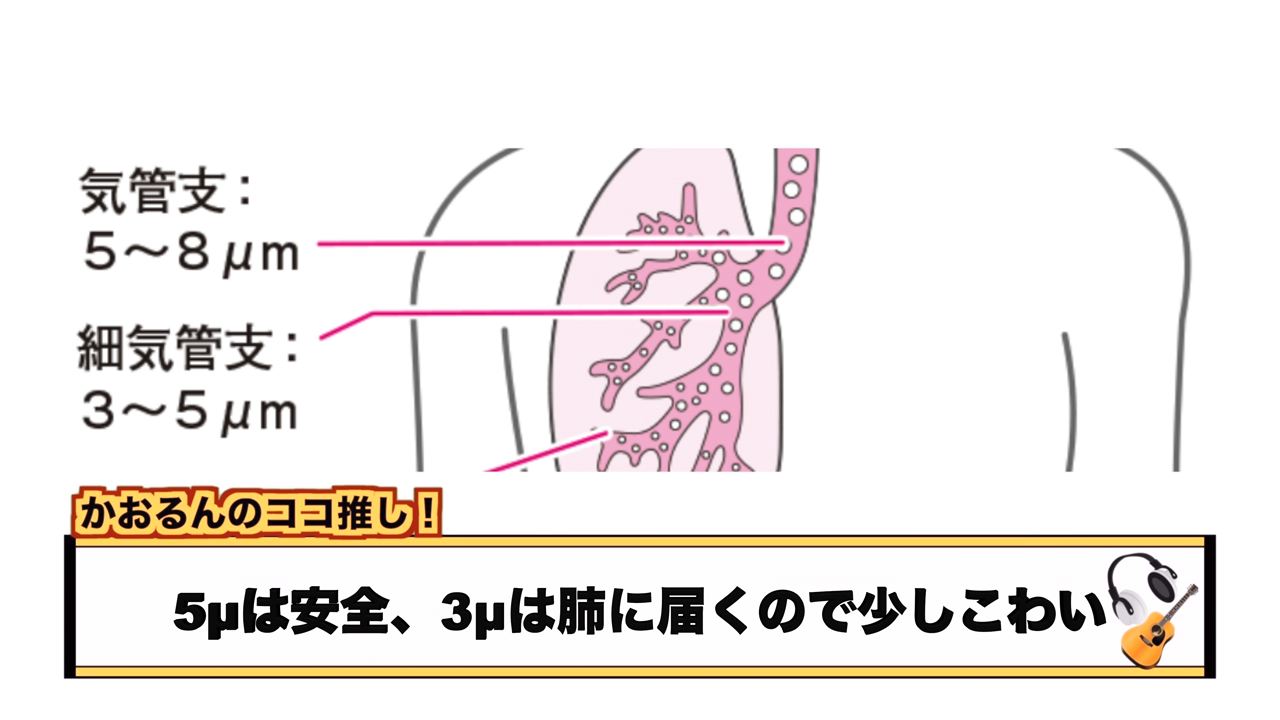 気管支：
5～8μm
細気管支：
3～5μm
かおるんのココ推し！
5μは安全、3μは肺に届くので少しこわい